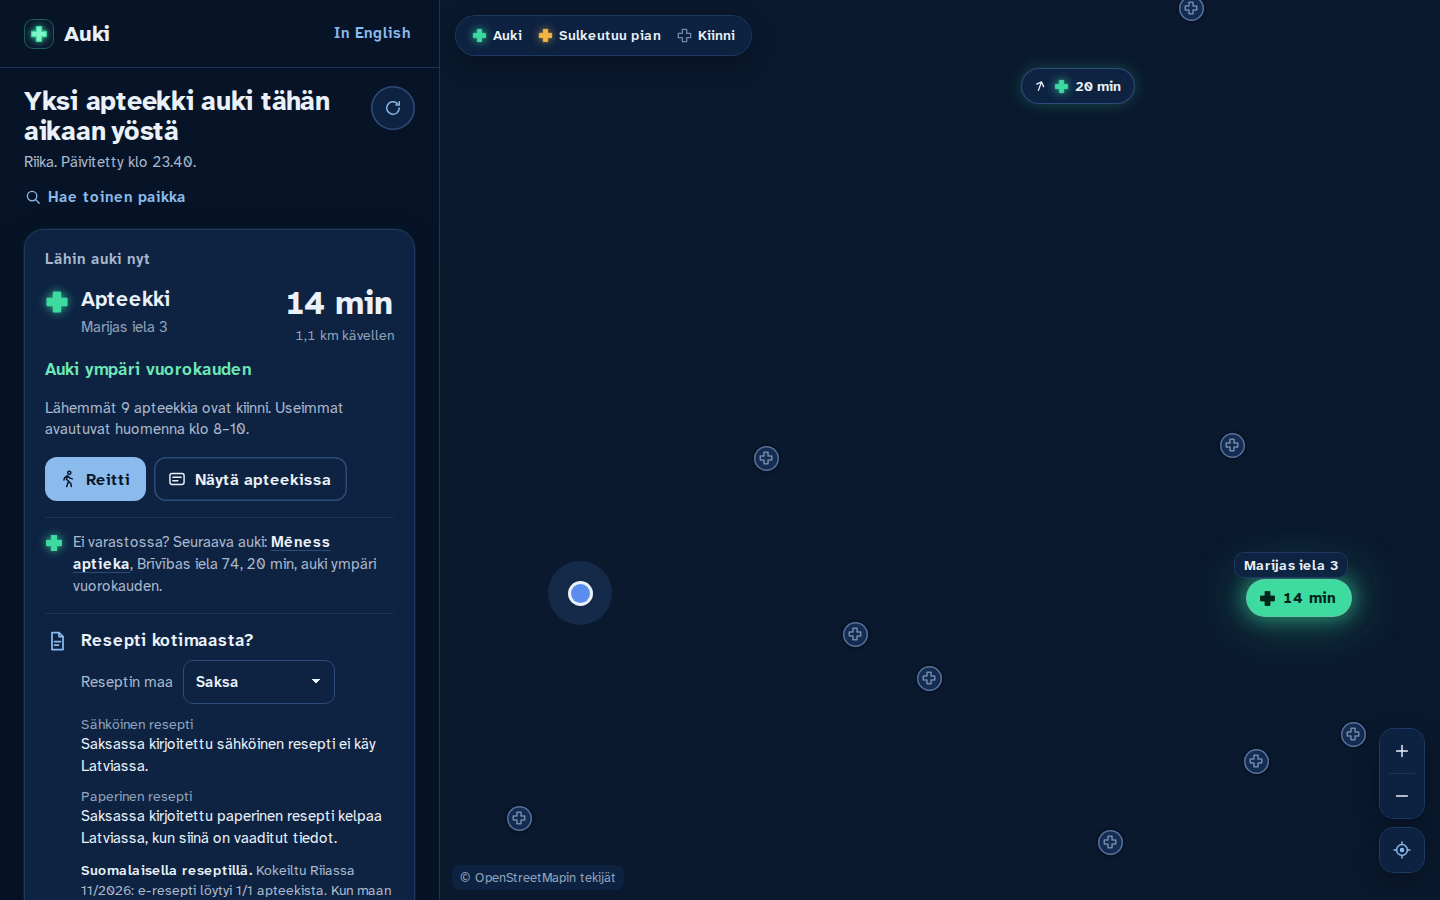 Auki
In English
Yksi apteekki auki tähän
aikaan yöstä
Riika. Päivitetty klo 23.40.
Hae toinen paikka
Lähin auki nyt
Apteekki
14 min
Marijas iela 3
1,1 km kävellen
Auki ympäri vuorokauden
Lähemmät 9 apteekkia ovat kiinni. Useimmat
avautuvat huomenna klo 8–10.
Reitti
Näytä apteekissa
Ei varastossa? Seuraava auki: Mēness
aptieka, Brīvības iela 74, 20 min, auki ympäri
vuorokauden.
Resepti kotimaasta?
Reseptin maa
Saksa
Sähköinen resepti
Saksassa kirjoitettu sähköinen resepti ei käy
Latviassa.
Paperinen resepti
Saksassa kirjoitettu paperinen resepti kelpaa
Latviassa, kun siinä on vaaditut tiedot.
Suomalaisella reseptillä. Kokeiltu Riiassa
11/2026: e-resepti löytyi 1/1 apteekista. Kun maan
Auki
Sulkeutuu pian
Kiinni
20 min
Marijas iela 3
14 min
© OpenStreetMapin tekijät